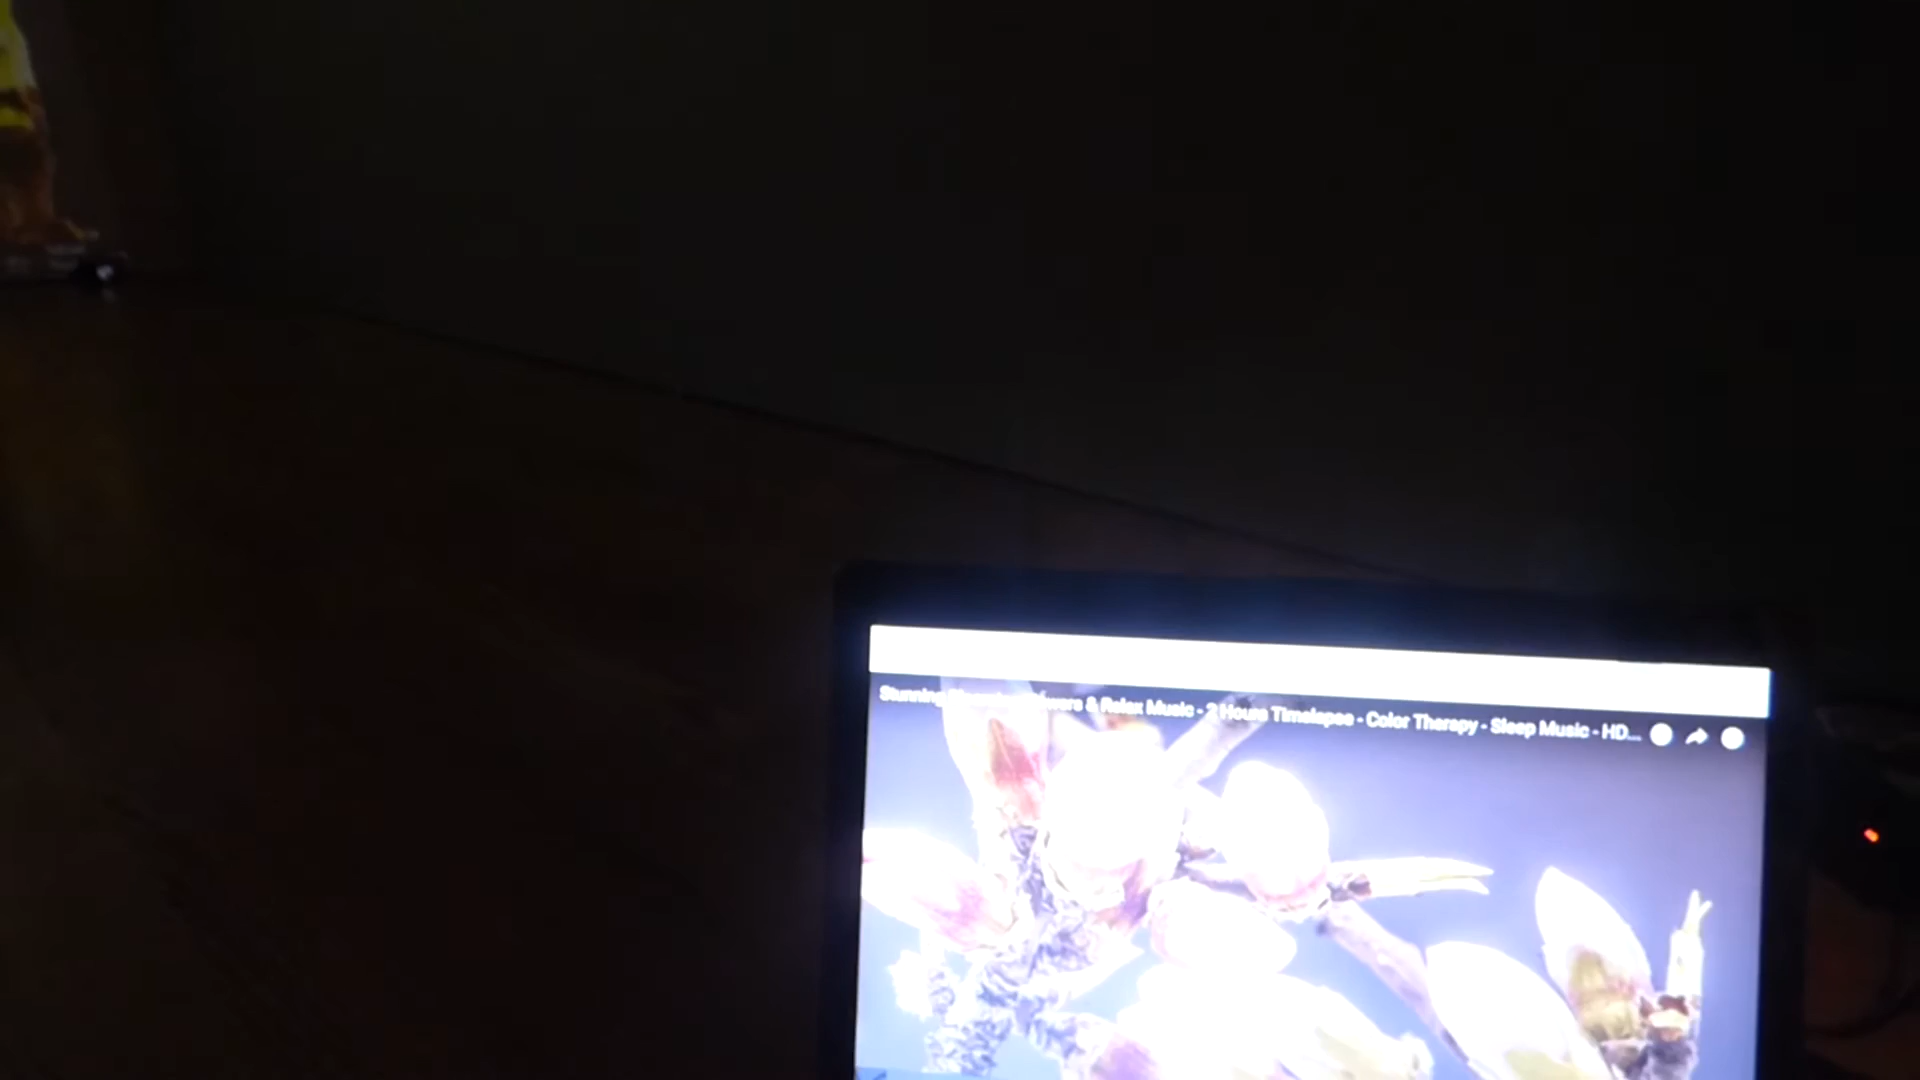 Stunning & Relax Music - 2 Hours Timelapse - Color Therapy - Sleep Music - HD...